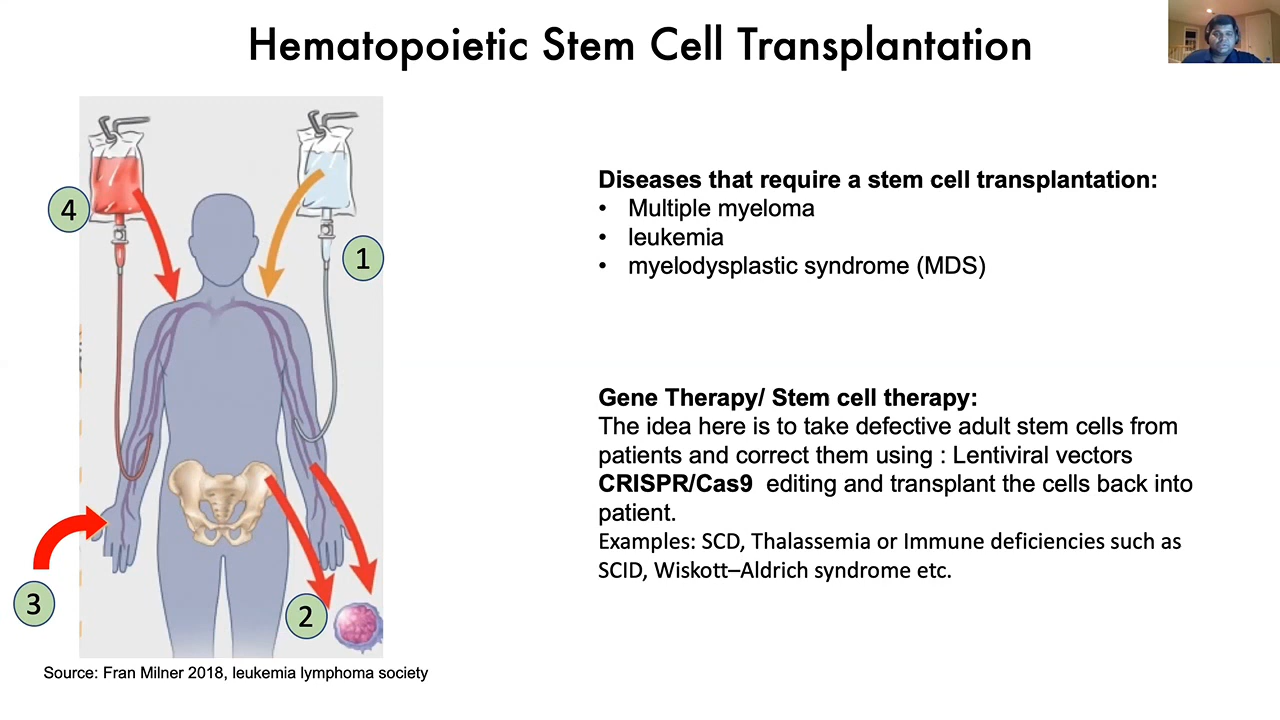 Hematopoietic Stem Cell Transplantation
4
1
3
2
Source: Fran Milner 2018, leukemia lymphoma society
Diseases that require a stem cell transplantation:
• Multiple myeloma
• leukemia
• myelodysplastic syndrome (MDS)
Gene Therapy/ Stem cell therapy:
The idea here is to take defective adult stem cells from
patients and correct them using : Lentiviral vectors
CRISPR/Cas9 editing and transplant the cells back into
patient.
Examples: SCD, Thalassemia or Immune deficiencies such as
SCID, Wiskott–Aldrich syndrome etc.